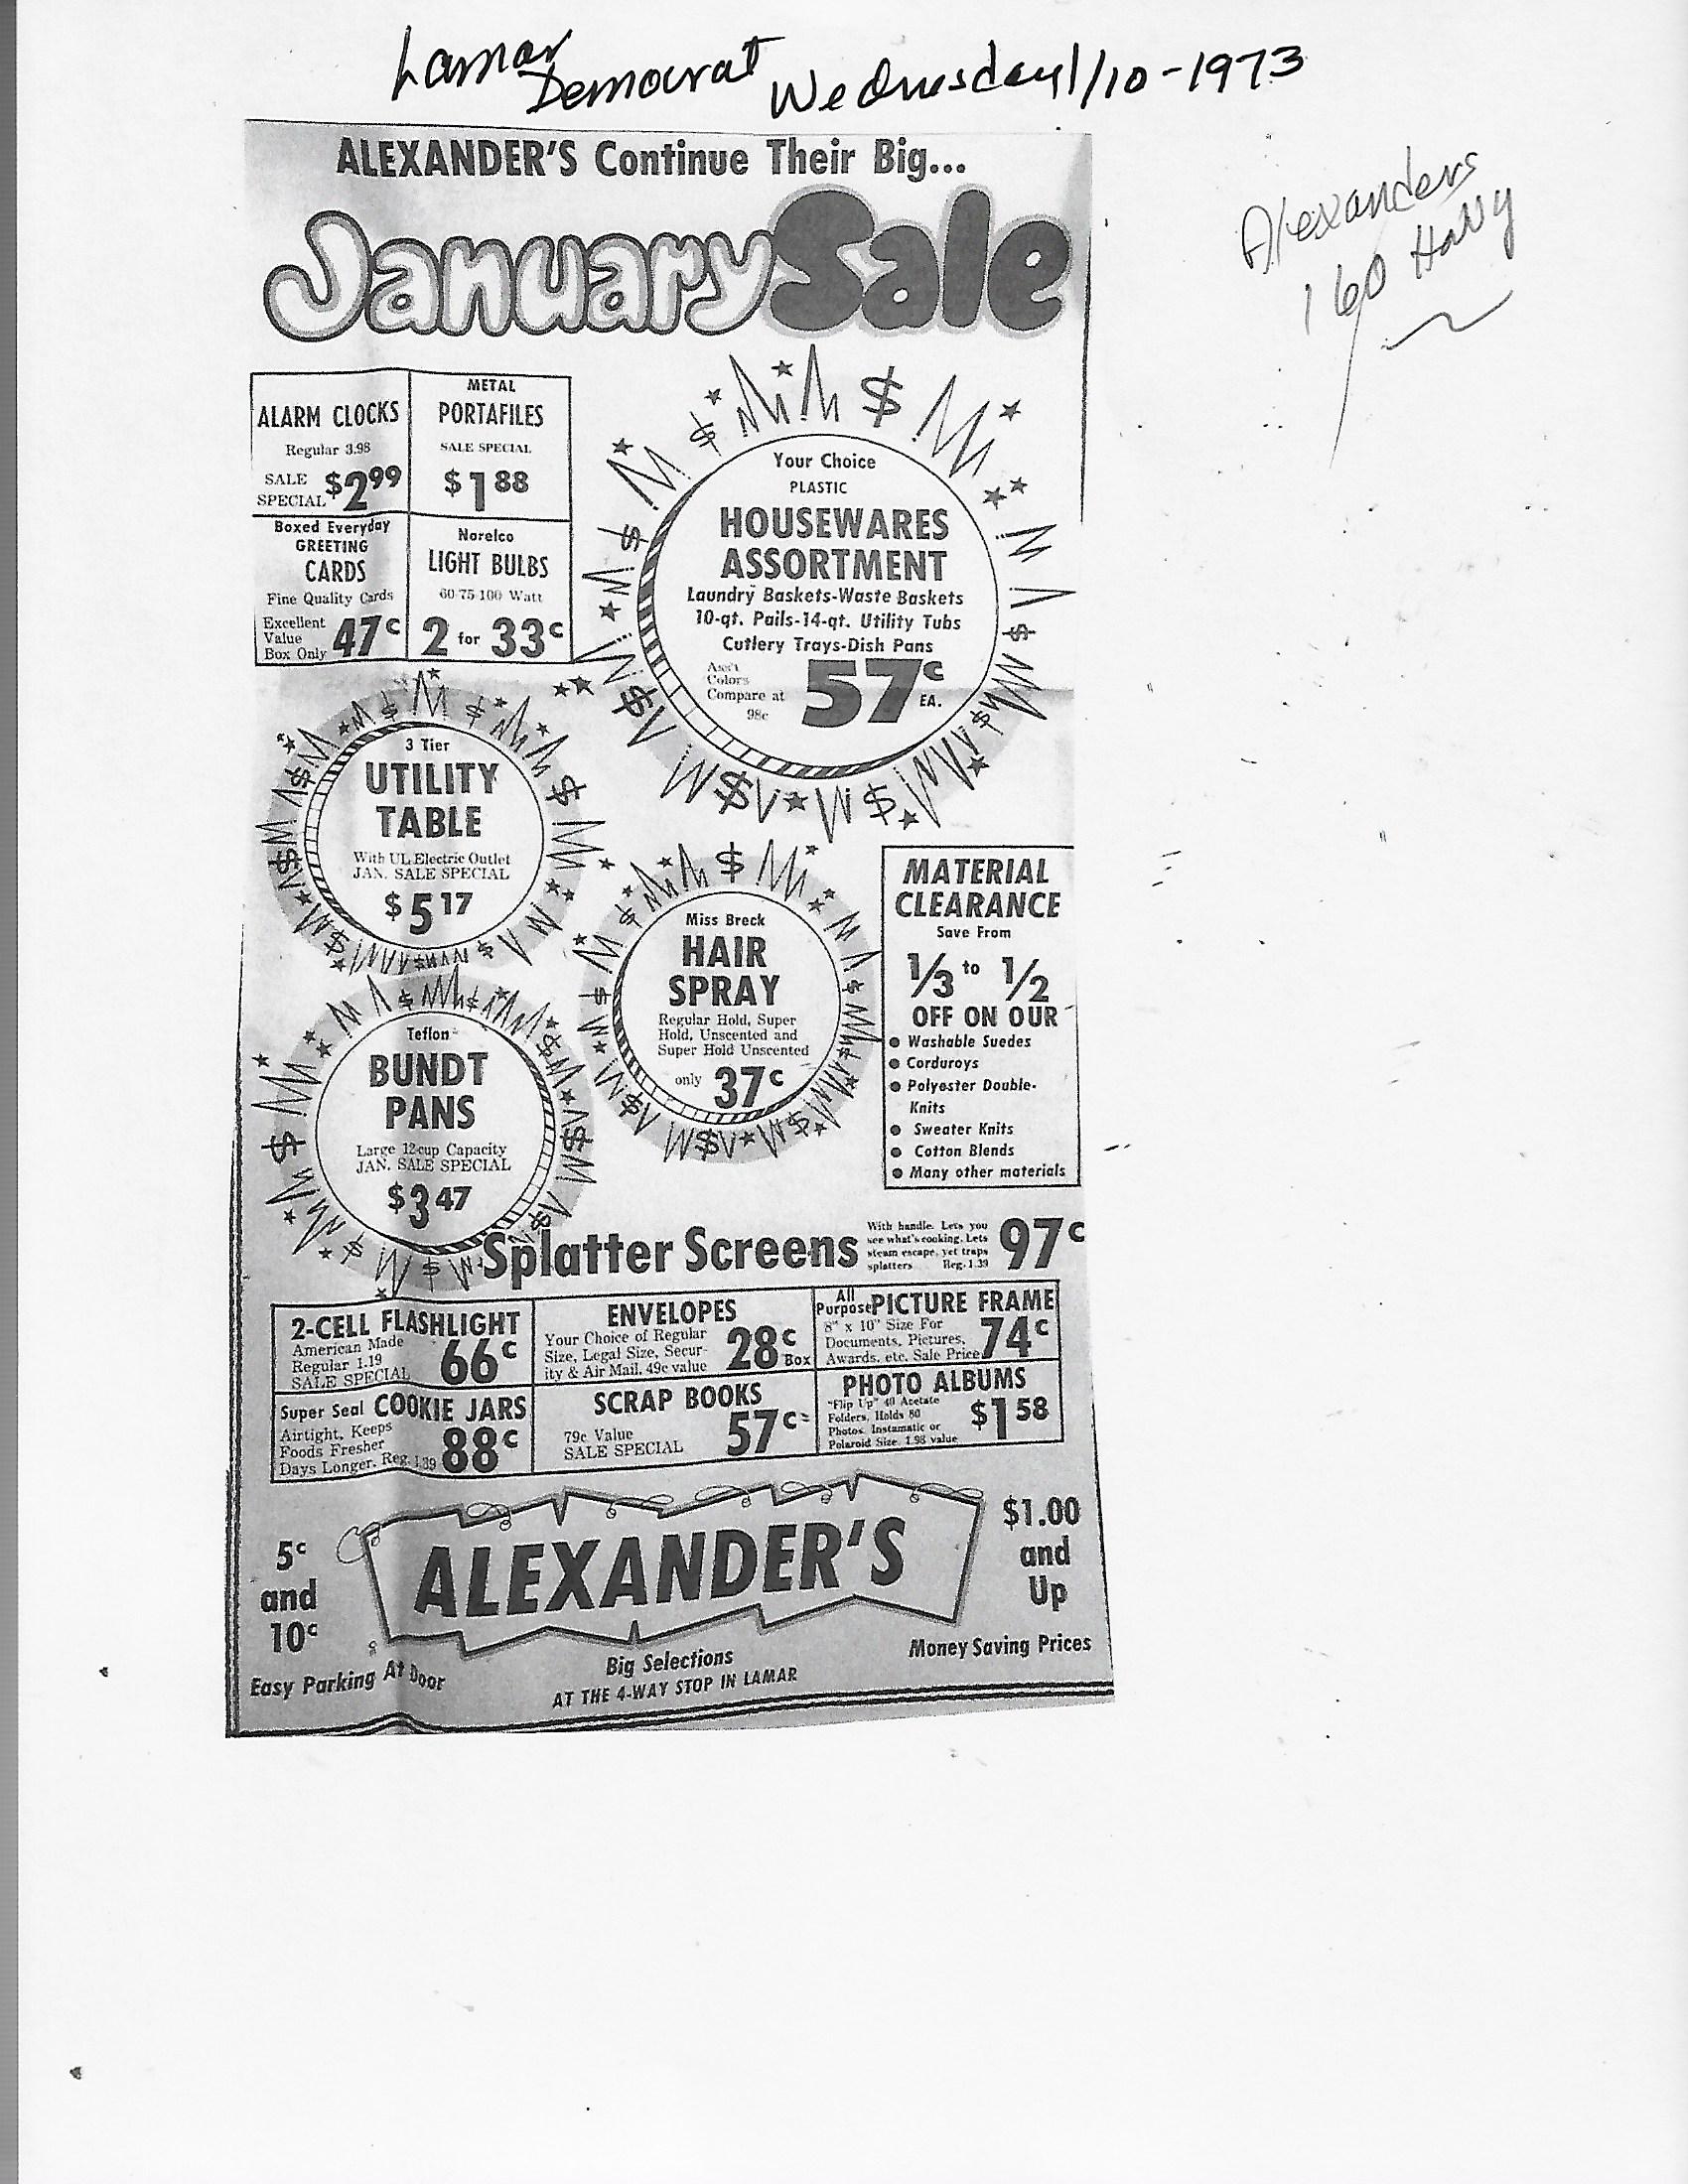 Lamar
Democrat Wednesday 1/10-1973
Alexanders
160 Hwy
ALEXANDER'S Continue Their Big...
January Sale
ALARM CLOCKS
Regular 3.98
SALE
SPECIAL $2 99
METAL
PORTAFILES
SALE SPECIAL
$1 88
Boxed Everyday
GREETING
CARDS
Fine Quality Cards
Excellent
Value
Box Only 47c
Norelco
LIGHT BULBS
60-75-100 Watt
2 for 33c
Your Choice
PLASTIC
HOUSEWARES
ASSORTMENT
Laundry Baskets-Waste Baskets
10-qt. Pails-14-qt. Utility Tubs
Cutlery Trays-Dish Pans
Ass't
Colors
Compare at
98c
57c EA.
3 Tier
UTILITY
TABLE
With UL Electric Outlet
JAN. SALE SPECIAL
$5 17
Miss Breck
HAIR
SPRAY
Regular Hold, Super
Hold, Unscented and
Super Hold Unscented
only 37c
MATERIAL
CLEARANCE
Save From
1/3 to 1/2
OFF ON OUR
● Washable Suedes
● Corduroys
● Polyester Double-
Knits
● Sweater Knits
● Cotton Blends
● Many other materials
Teflon
BUNDT
PANS
Large 12-cup Capacity
JAN. SALE SPECIAL
$3 47
Splatter Screens
With handle. Lets you
see what's cooking. Lets
steam escape, yet traps
splatters Reg. 1.39
97c
2-CELL FLASHLIGHT
American Made
Regular 1.19
SALE SPECIAL
66c
ENVELOPES
Your Choice of Regular
Size, Legal Size, Secur-
ity & Air Mail. 49c value
28c Box
All
Purpose PICTURE FRAME
8" x 10" Size For
Documents, Pictures,
Awards, etc. Sale Price
74c
Super Seal COOKIE JARS
Airtight, Keeps
Foods Fresher
Days Longer. Reg. 1.39
88c
SCRAP BOOKS
79c Value
SALE SPECIAL
57c
PHOTO ALBUMS
"Flip Up" 40 Acetate
Folders, Holds 80
Photos. Instamatic or
Polaroid Size. 1.98 value
$1 58
5c
and
10c
ALEXANDER'S
$1.00
and
Up
Easy Parking At Door
Big Selections
AT THE 4-WAY STOP IN LAMAR
Money Saving Prices